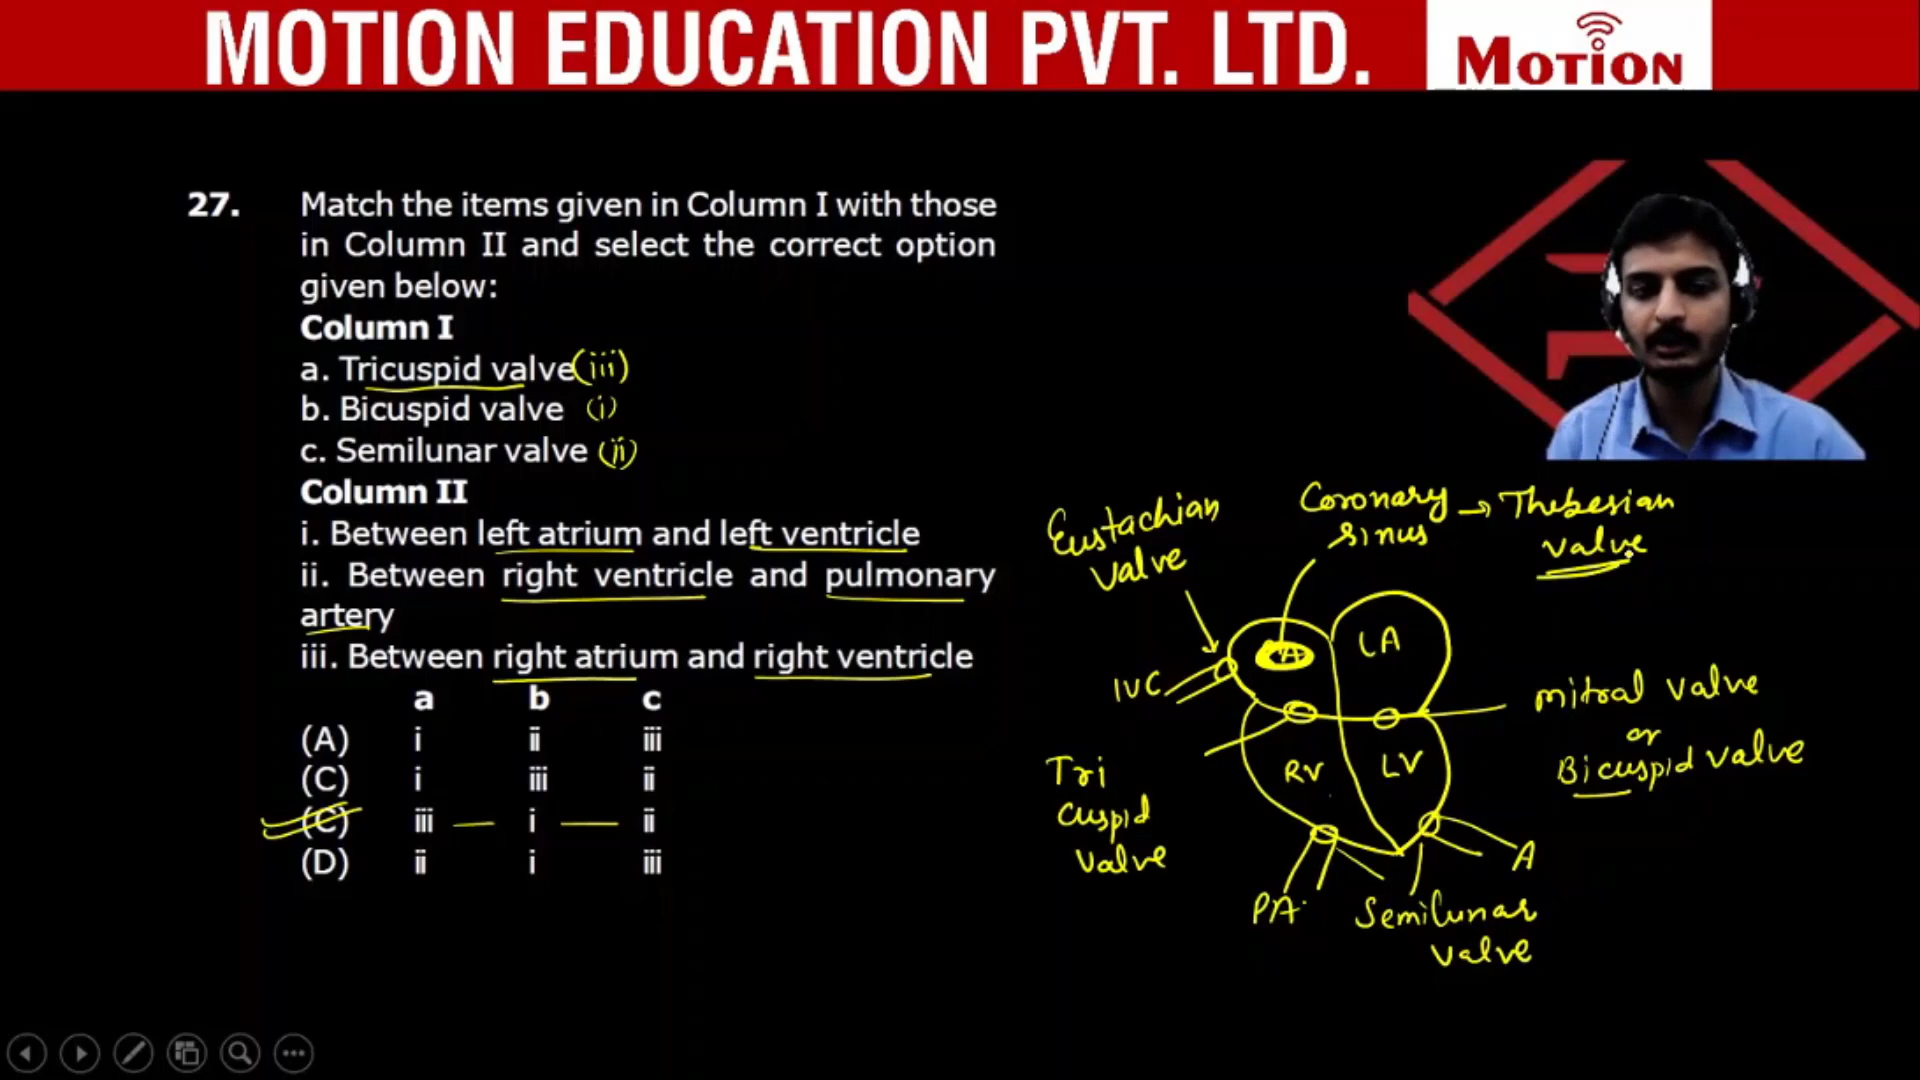 MOTION EDUCATION PVT. LTD.
MOTION
27. Match the items given in Column I with those
in Column II and select the correct option
given below:
Column I
a. Tricuspid valve (iii)
b. Bicuspid valve (i)
c. Semilunar valve (ii)
Column II
i. Between left atrium and left ventricle
ii. Between right ventricle and pulmonary
artery
iii. Between right atrium and right ventricle
a b c
(A) i ii iii
(C) i iii ii
(C) iii i ii
(D) ii i iii
Eustachian
valve
Coronary
sinus
→ Thebesian
valve
LA
IVC
mitral valve
or
Bicuspid valve
RV
LV
Tri
cuspid
valve
A
PA
Semilunar
valve